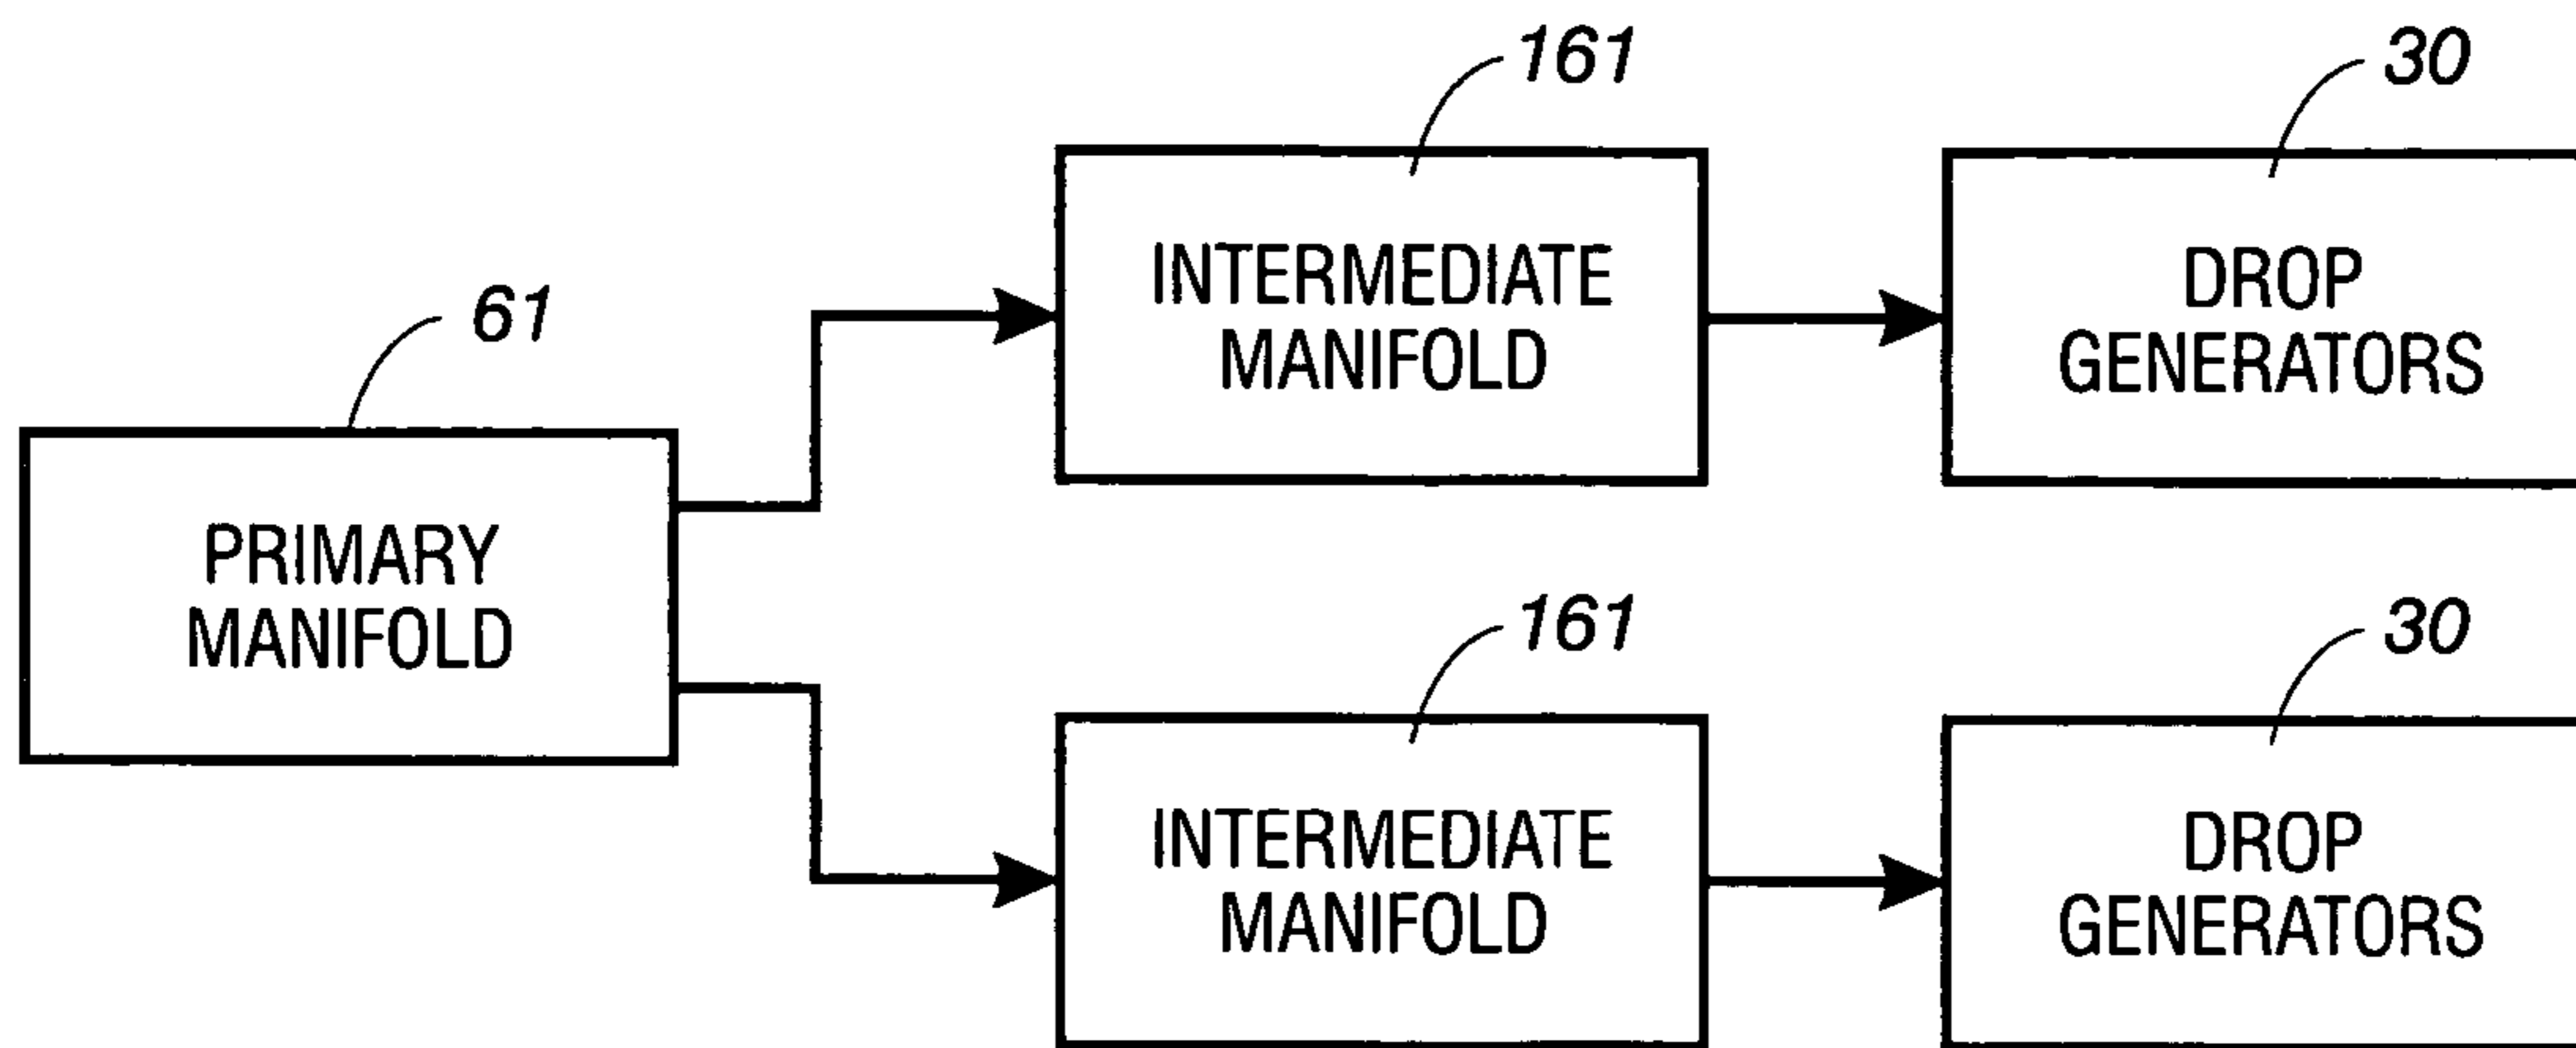 161
30
INTERMEDIATE
MANIFOLD
DROP
GENERATORS
61
PRIMARY
MANIFOLD
161
30
INTERMEDIATE
MANIFOLD
DROP
GENERATORS